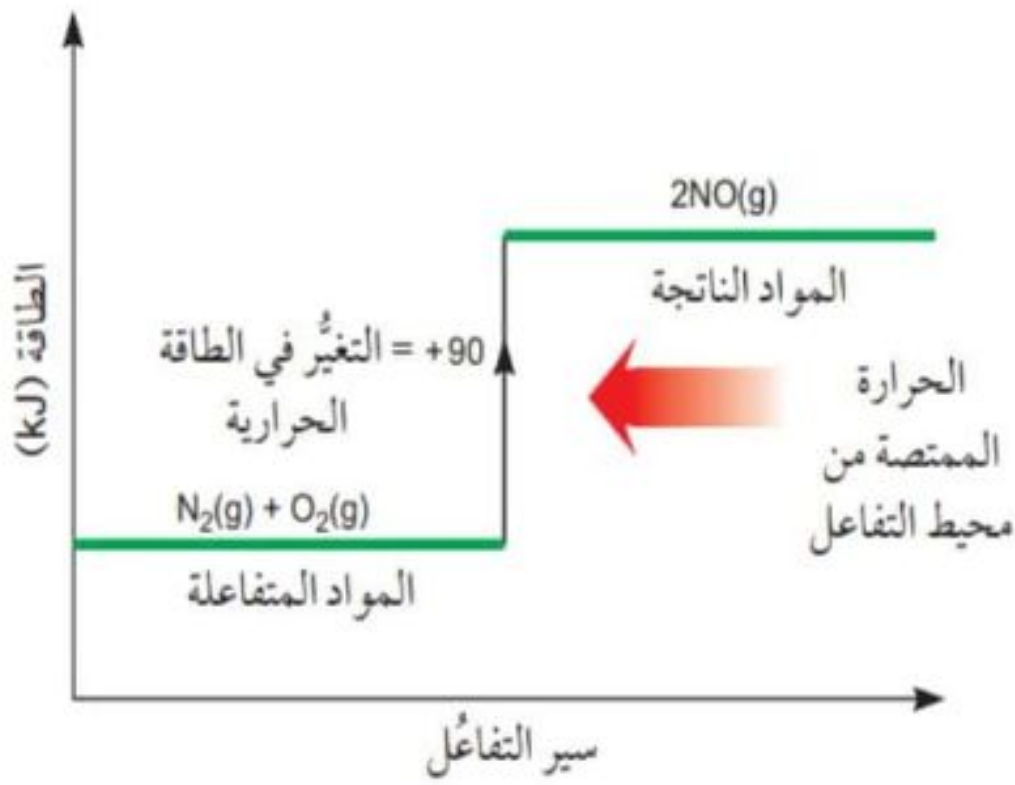 2NO(g)
المواد الناتجة
الطاقة (kJ)
التغيُّر في الطاقة = +90
الحرارية
الحرارة
الممتصة من
محيط التفاعل
N₂(g) + O₂(g)
المواد المتفاعلة
سير التفاعُل